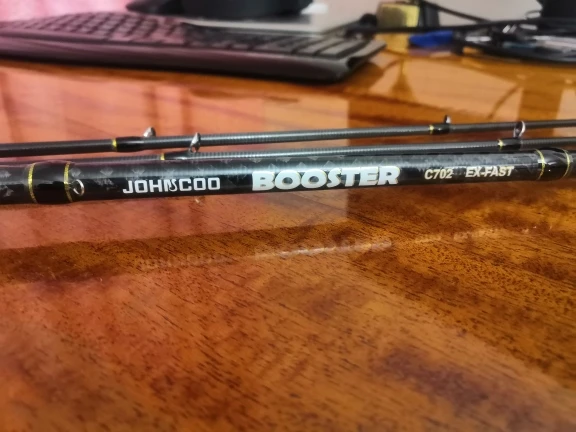 JOHNCOO BOOSTER C702 EX-FAST